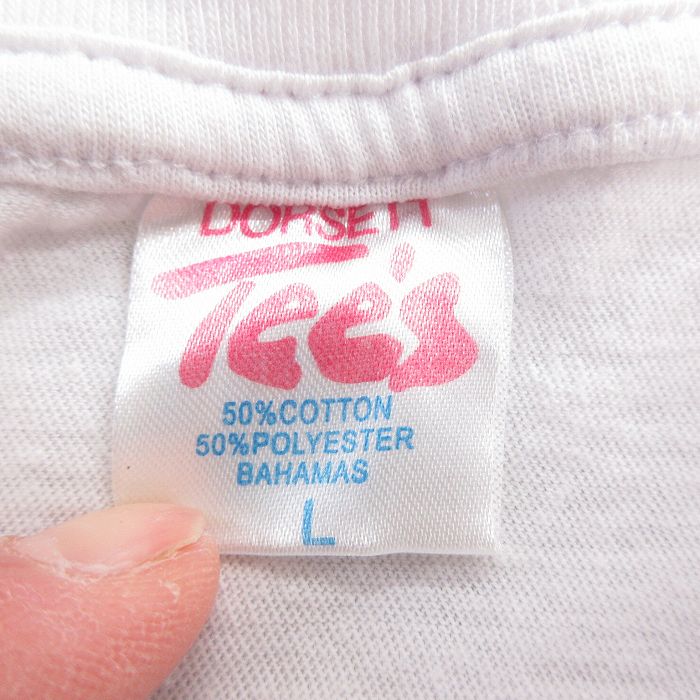 DORSETT
Tee's
50%COTTON
50%POLYESTER
BAHAMAS
L